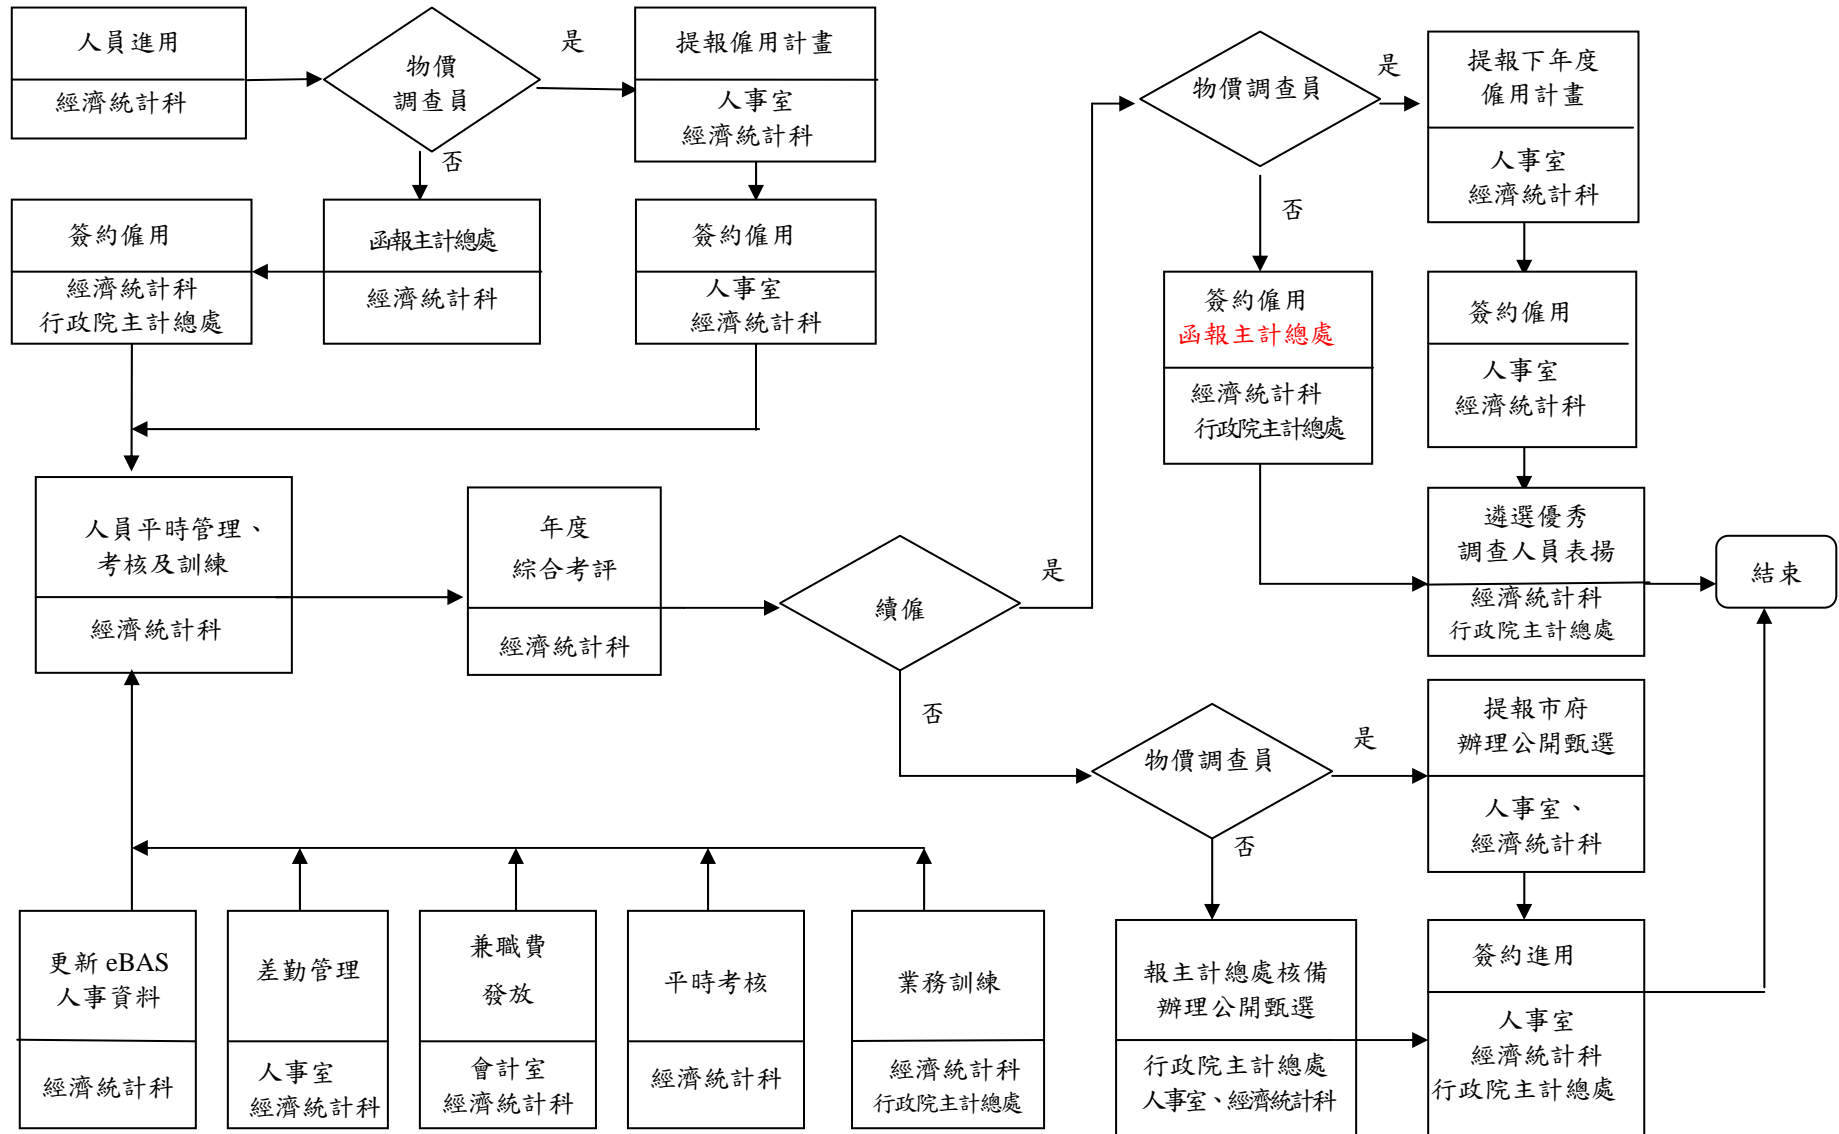 人員進用
經濟統計科
物價
調查員
是
否
提報僱用計畫
人事室
經濟統計科
簽約僱用
經濟統計科
行政院主計總處
函報主計總處
經濟統計科
簽約僱用
人事室
經濟統計科
物價調查員
是
否
提報下年度
僱用計畫
人事室
經濟統計科
簽約僱用
函報主計總處
經濟統計科
行政院主計總處
簽約僱用
人事室
經濟統計科
人員平時管理、
考核及訓練
經濟統計科
年度
綜合考評
經濟統計科
續僱
是
否
遴選優秀
調查人員表揚
經濟統計科
行政院主計總處
結束
物價調查員
是
否
提報市府
辦理公開甄選
人事室、
經濟統計科
更新 eBAS
人事資料
經濟統計科
差勤管理
人事室
經濟統計科
兼職費
發放
會計室
經濟統計科
平時考核
經濟統計科
業務訓練
經濟統計科
行政院主計總處
報主計總處核備
辦理公開甄選
行政院主計總處
人事室、經濟統計科
簽約進用
人事室
經濟統計科
行政院主計總處